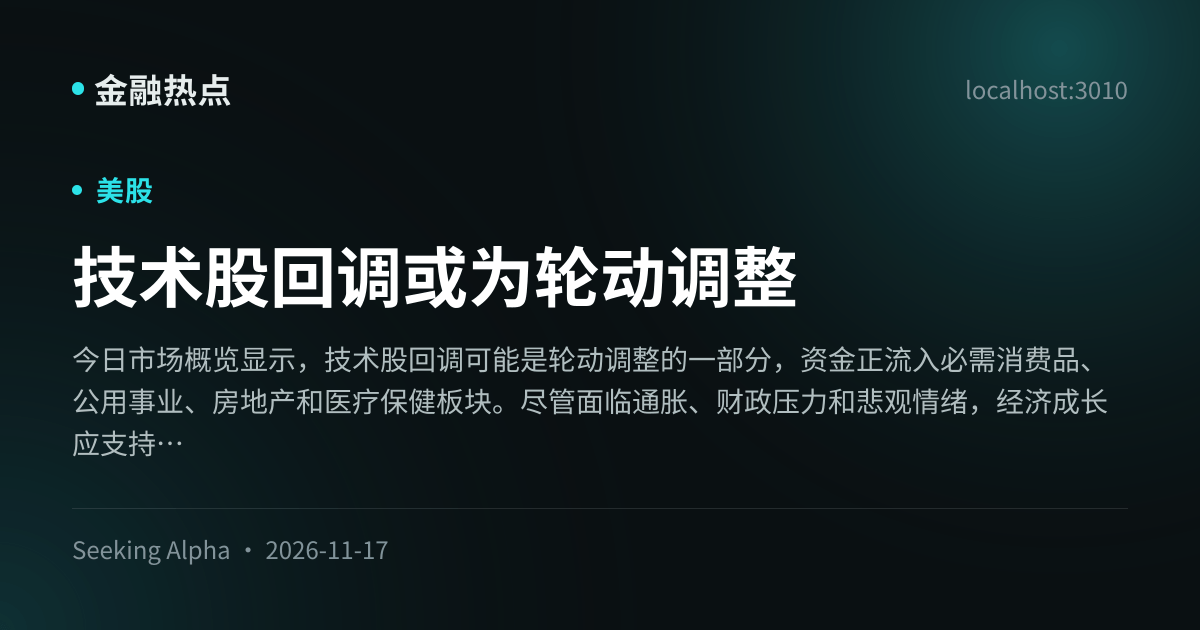 金融热点
localhost:3010
美股
技术股回调或为轮动调整
今日市场概览显示，技术股回调可能是轮动调整的一部分，资金正流入必需消费品、
公用事业、房地产和医疗保健板块。尽管面临通胀、财政压力和悲观情绪，经济成长
应支持…
Seeking Alpha · 2026-11-17